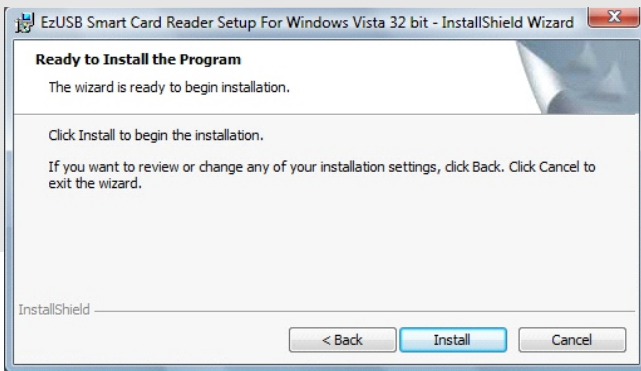 EzUSB Smart Card Reader Setup For Windows Vista 32 bit - InstallShield Wizard
Ready to Install the Program
The wizard is ready to begin installation.
Click Install to begin the installation.
If you want to review or change any of your installation settings, click Back. Click Cancel to
exit the wizard.
InstallShield
< Back Install Cancel